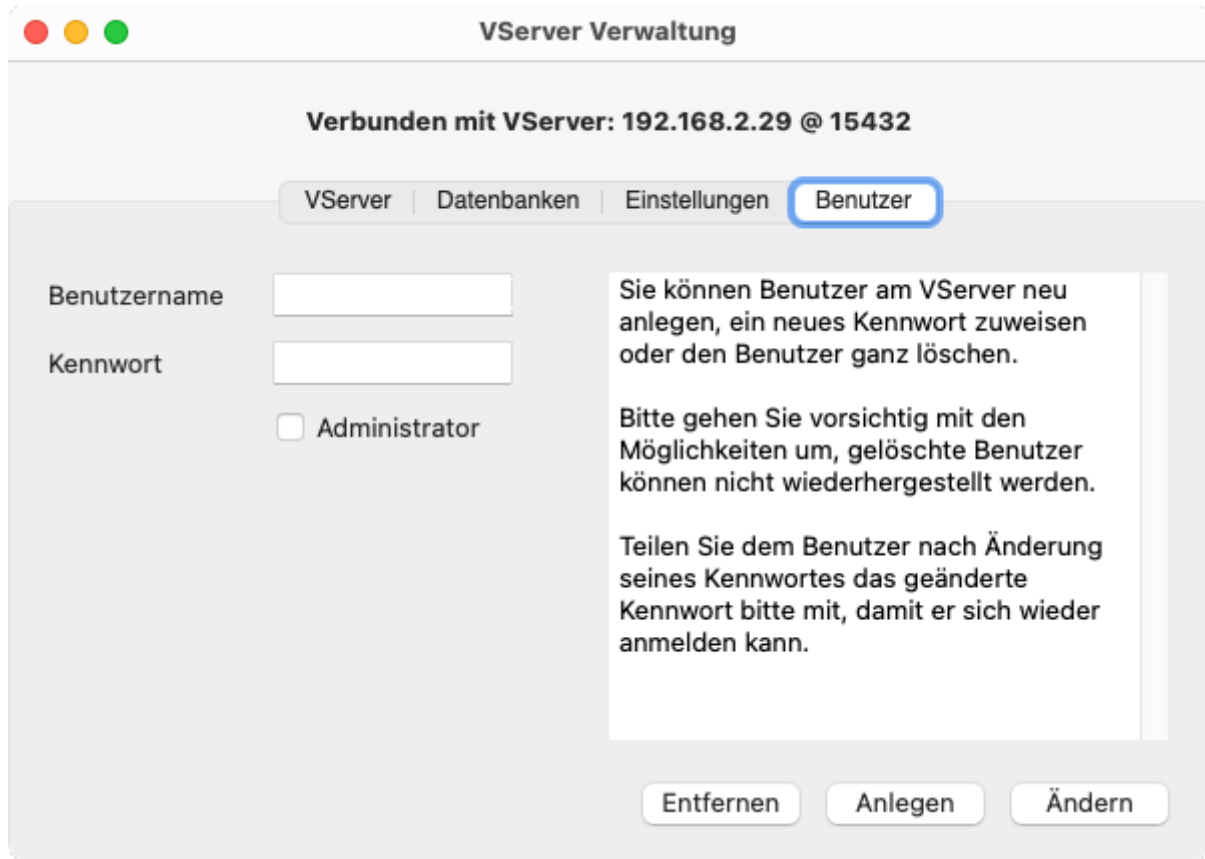 VServer Verwaltung
Verbunden mit VServer: 192.168.2.29 @ 15432
VServer
Datenbanken
Einstellungen
Benutzer
Benutzername
Kennwort
Administrator
Sie können Benutzer am VServer neu
anlegen, ein neues Kennwort zuweisen
oder den Benutzer ganz löschen.
Bitte gehen Sie vorsichtig mit den
Möglichkeiten um, gelöschte Benutzer
können nicht wiederhergestellt werden.
Teilen Sie dem Benutzer nach Änderung
seines Kennwortes das geänderte
Kennwort bitte mit, damit er sich wieder
anmelden kann.
Entfernen
Anlegen
Ändern